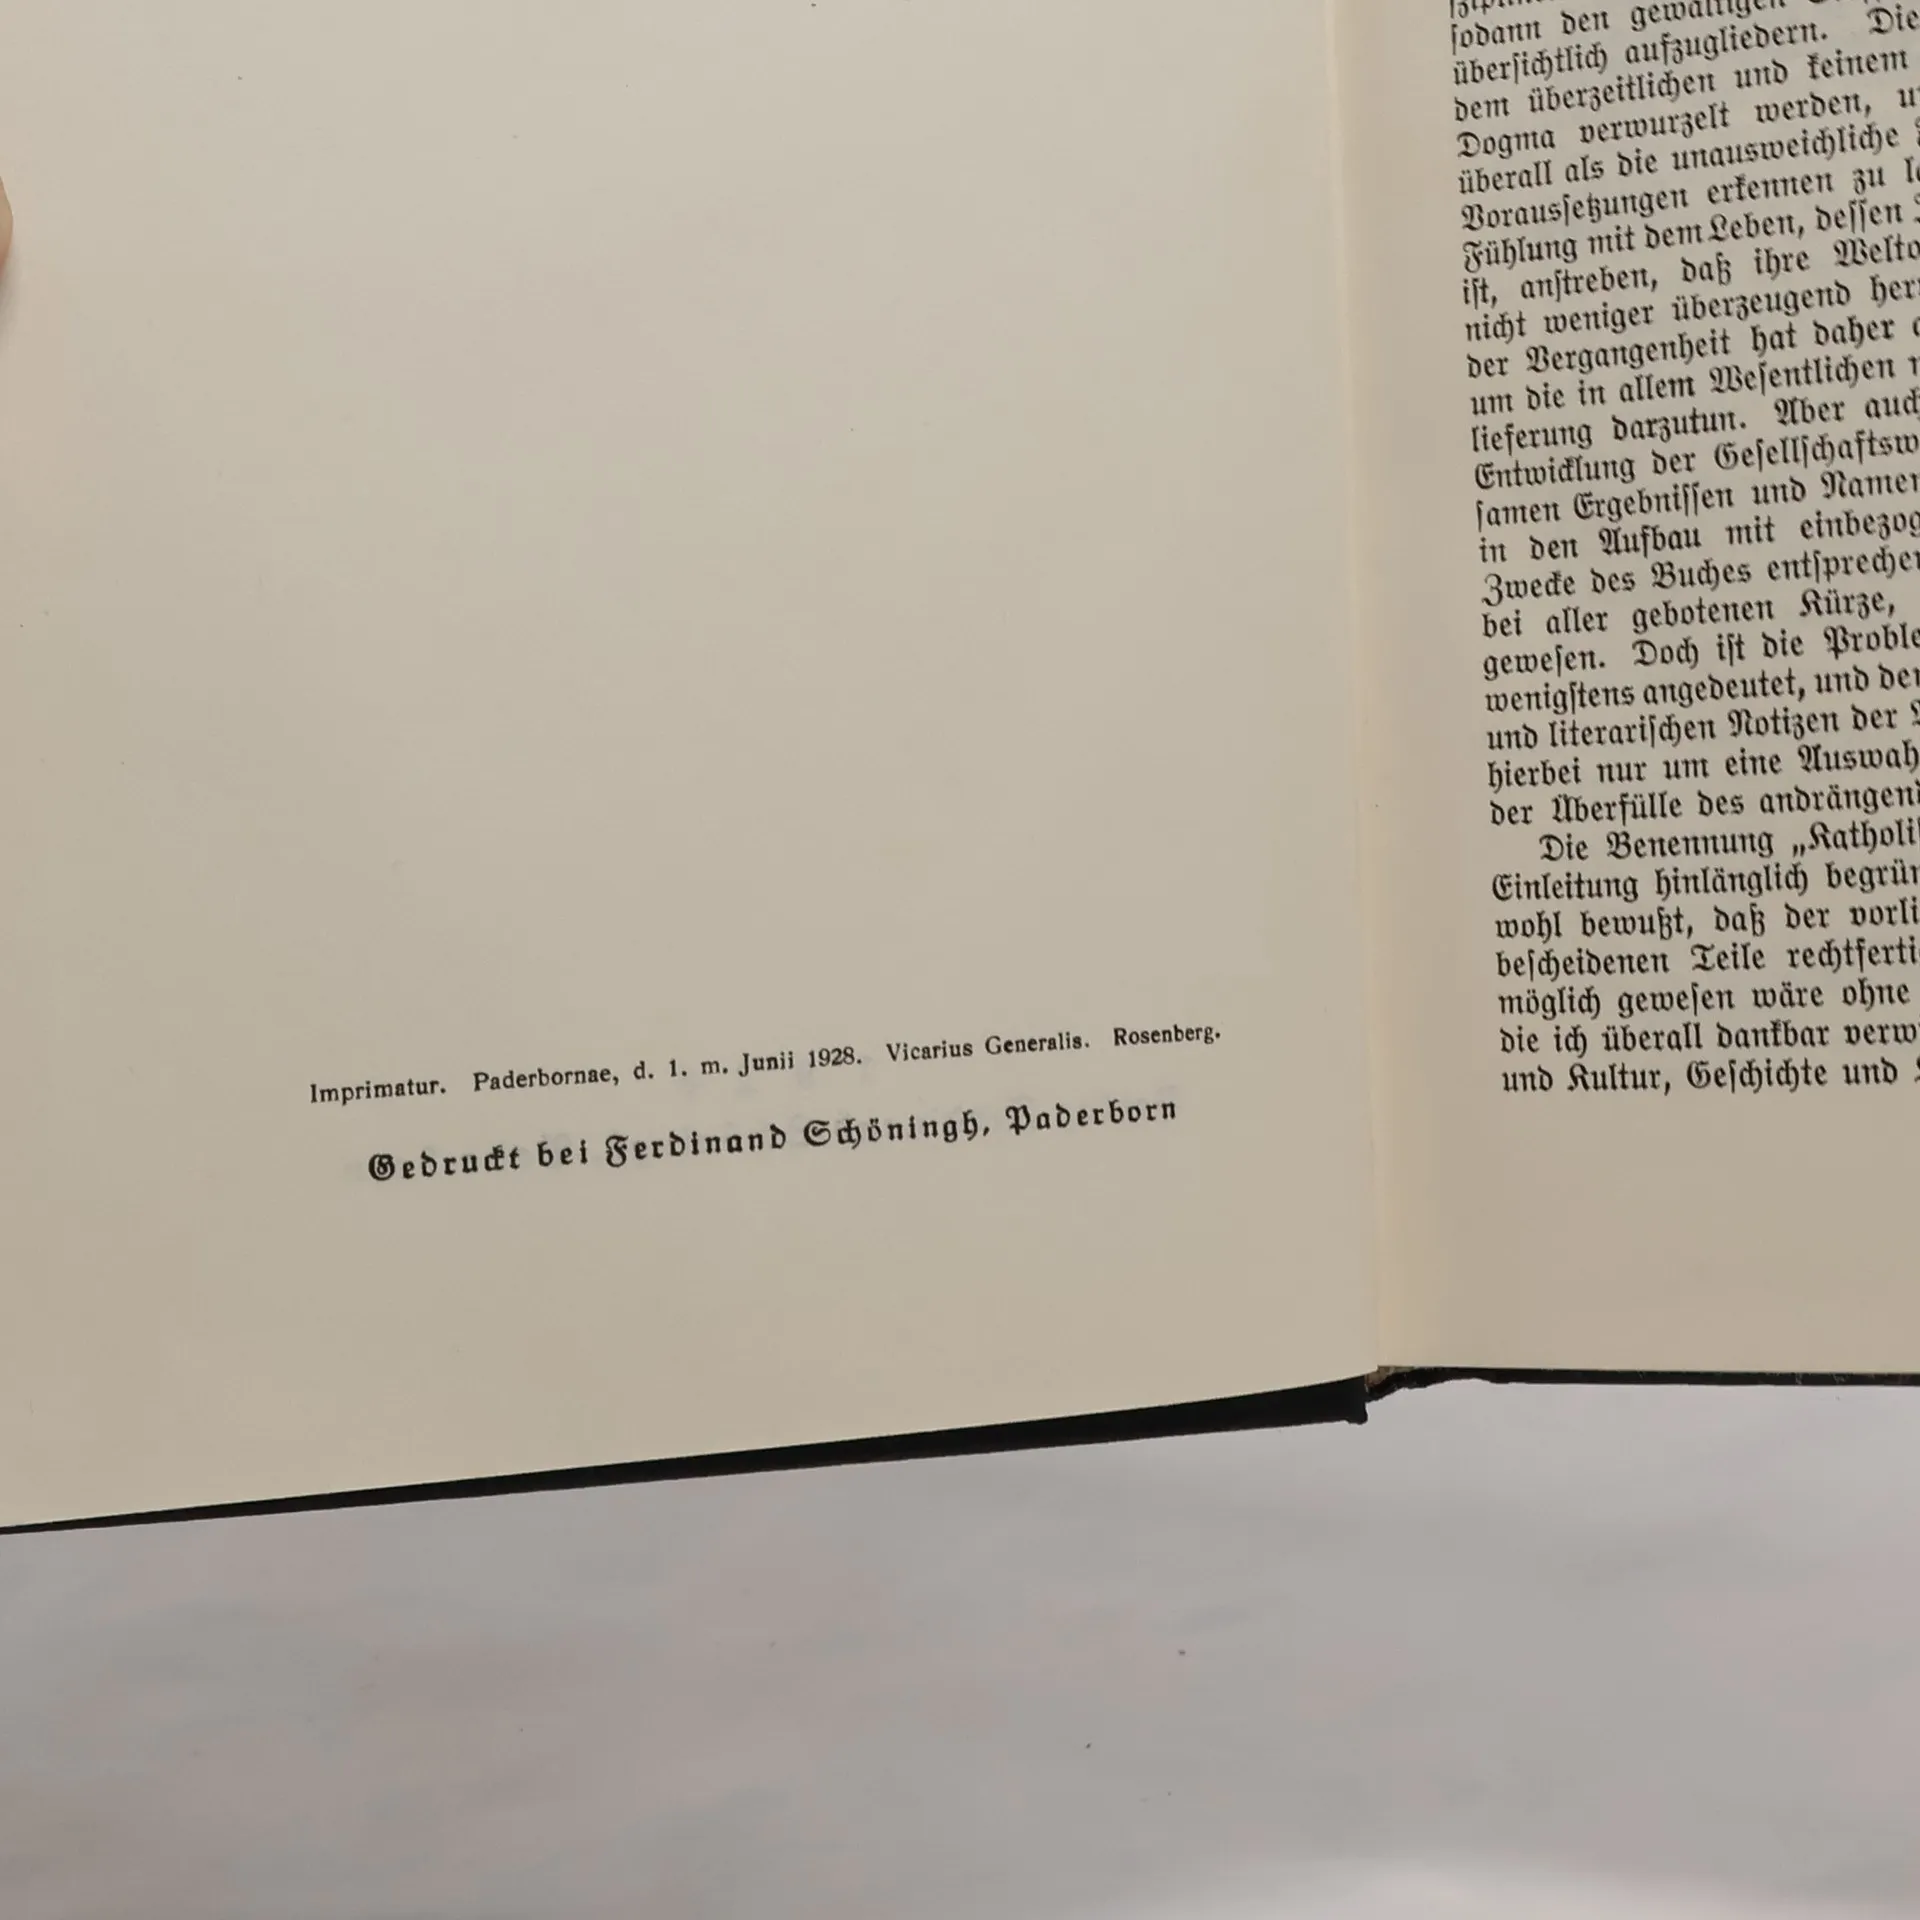 Imprimatur. Paderbornae, d. 1. m. Junii 1928. Vicarius Generalis. Rosenberg.
Gedruckt bei Ferdinand Schöningh, Paderborn
ſodann den gewaltigen
überſichtlich aufzugliedern. Die
dem überzeitlichen und keinem
Dogma verwurzelt werden,
überall als die unausweichliche
Vorausſetzungen erkennen zu
Fühlung mit dem Leben, deſſen
iſt, anſtreben, daß ihre
nicht weniger überzeugend
der Vergangenheit hat daher
um die in allem Weſentlichen
lieferung darzutun. Aber
Entwicklung der
ſamen Ergebniſſen und
in den Aufbau mit
Zwecke des Buches
bei aller gebotenen Kürze,
geweſen. Doch iſt die
wenigſtens angedeutet, und
und literariſchen Notizen der
hierbei nur um eine
der Überfülle des
Die Benennung
Einleitung hinlänglich
wohl bewußt, daß der
beſcheidenen Teile
möglich geweſen wäre ohne
die ich überall dankbar
und Kultur, Geſchichte und